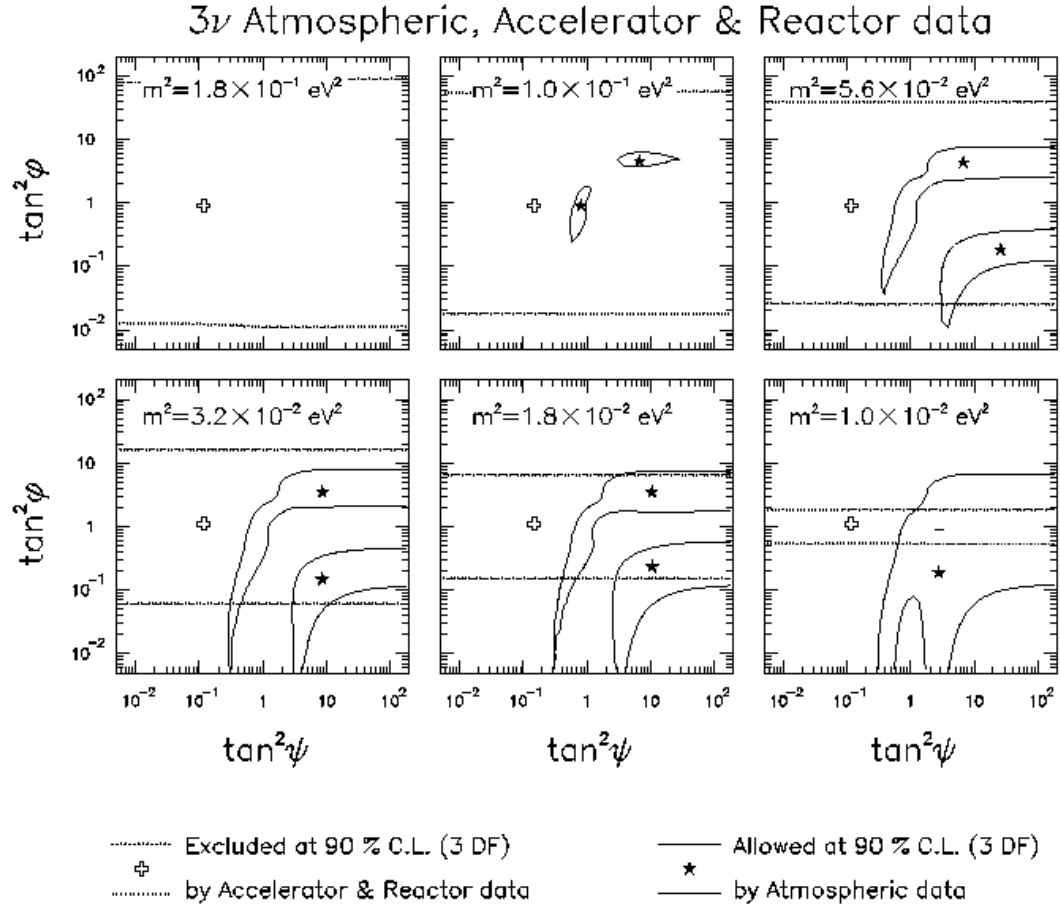 3ν Atmospheric, Accelerator & Reactor data
m²=1.8×10⁻¹ eV²
m²=1.0×10⁻¹ eV²
m²=5.6×10⁻² eV²
10²
10
1
10⁻¹
10⁻²
tan²φ
m²=3.2×10⁻² eV²
m²=1.8×10⁻² eV²
m²=1.0×10⁻² eV²
10²
10
1
10⁻¹
10⁻²
tan²φ
10⁻² 10⁻¹ 1 10 10²
10⁻² 10⁻¹ 1 10 10²
10⁻² 10⁻¹ 1 10 10²
tan²ψ
tan²ψ
tan²ψ
Excluded at 90 % C.L. (3 DF)
by Accelerator & Reactor data
Allowed at 90 % C.L. (3 DF)
by Atmospheric data